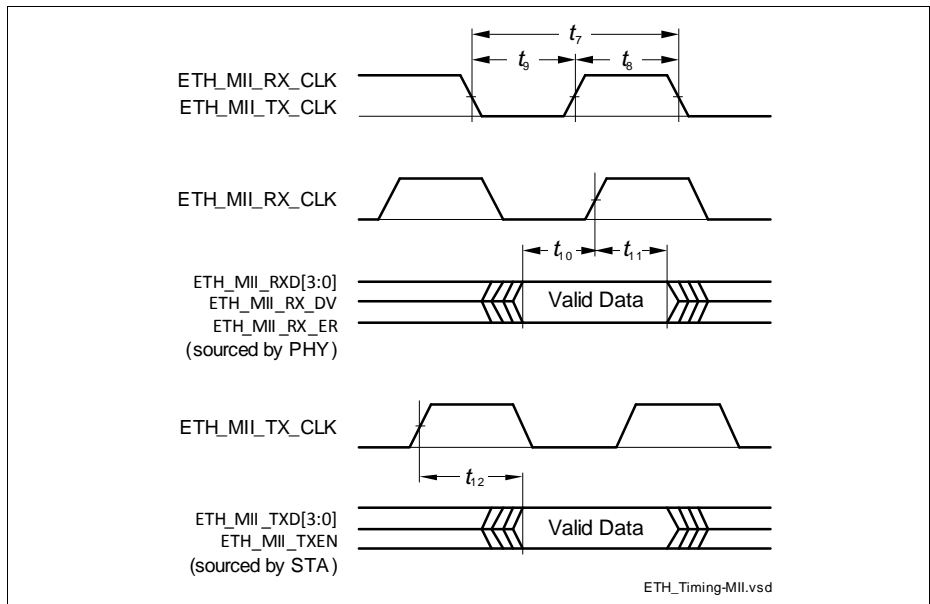 t7
t9 t8
ETH_MII_RX_CLK
ETH_MII_TX_CLK
ETH_MII_RX_CLK
t10 t11
ETH_MII_RXD[3:0]
ETH_MII_RX_DV
Valid Data
ETH_MII_RX_ER
(sourced by PHY)
ETH_MII_TX_CLK
t12
ETH_MII_TXD[3:0]
Valid Data
ETH_MII_TXEN
(sourced by STA)
ETH_Timing-MII.vsd